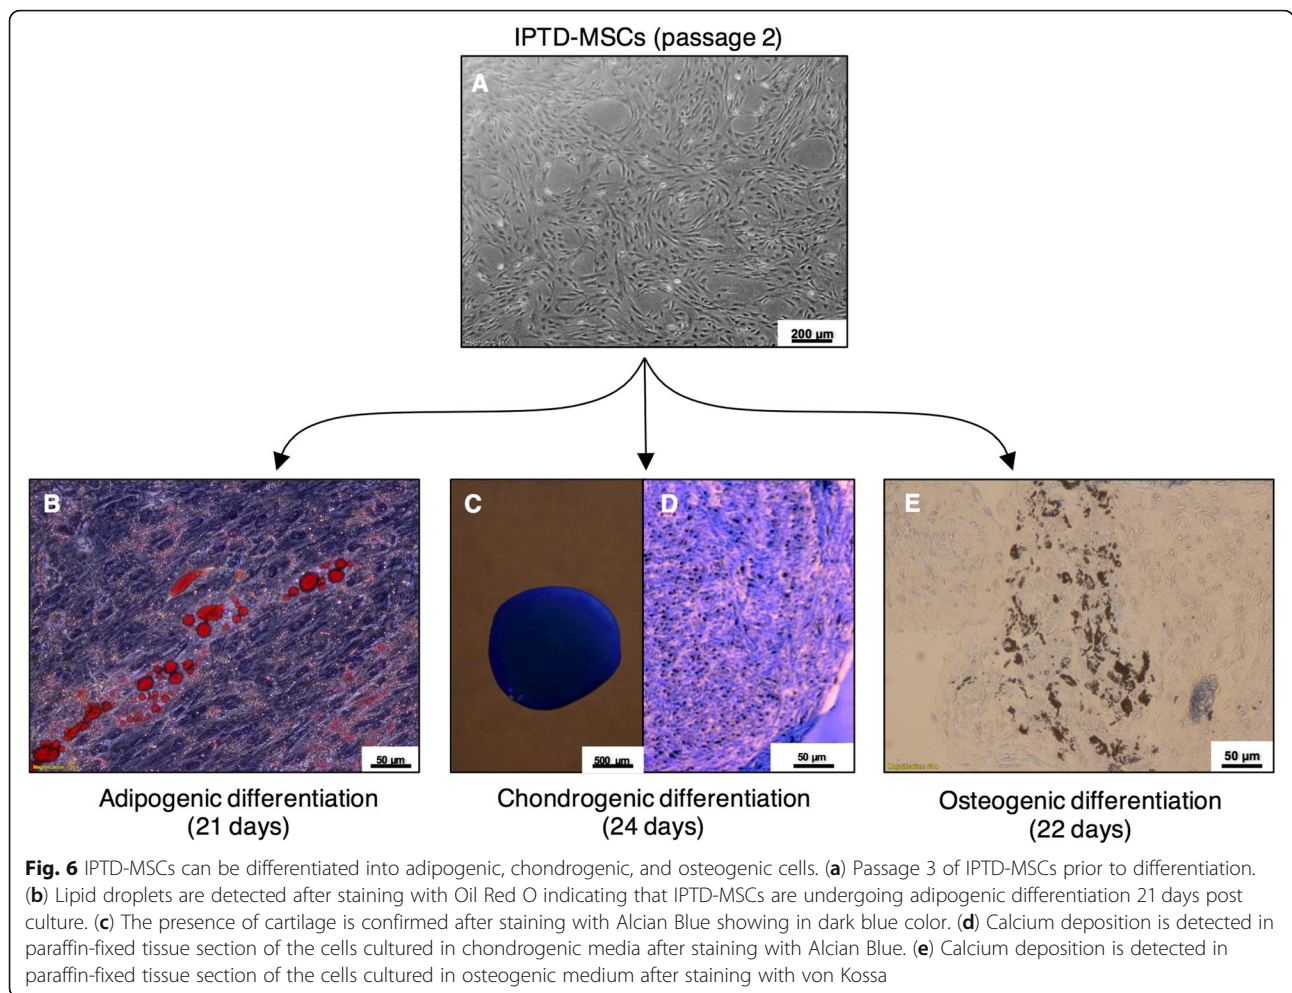 IPTD-MSCs (passage 2)
A
200 µm
B
C
D
E
Magnification: 20 x
50 µm
500 µm
50 µm
Magnification: 20 x
50 µm
Adipogenic differentiation
(21 days)
Chondrogenic differentiation
(24 days)
Osteogenic differentiation
(22 days)
Fig. 6 IPTD-MSCs can be differentiated into adipogenic, chondrogenic, and osteogenic cells. (a) Passage 3 of IPTD-MSCs prior to differentiation.
(b) Lipid droplets are detected after staining with Oil Red O indicating that IPTD-MSCs are undergoing adipogenic differentiation 21 days post
culture. (c) The presence of cartilage is confirmed after staining with Alcian Blue showing in dark blue color. (d) Calcium deposition is detected in
paraffin-fixed tissue section of the cells cultured in chondrogenic media after staining with Alcian Blue. (e) Calcium deposition is detected in
paraffin-fixed tissue section of the cells cultured in osteogenic medium after staining with von Kossa